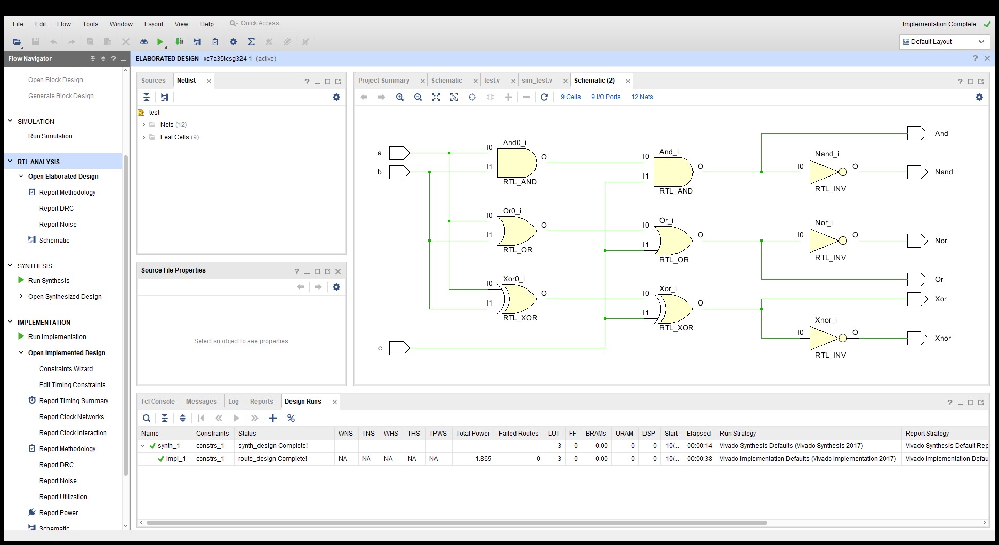 File Edit Flow Tools Window Layout View Help Quick Access
Implementation Complete
Default Layout
Flow Navigator
Open Block Design
Generate Block Design
SIMULATION
Run Simulation
RTL ANALYSIS
Open Elaborated Design
Report Methodology
Report DRC
Report Noise
Schematic
SYNTHESIS
Run Synthesis
Open Synthesized Design
IMPLEMENTATION
Run Implementation
Open Implemented Design
Constraints Wizard
Edit Timing Constraints
Report Timing Summary
Report Clock Networks
Report Clock Interaction
Report Methodology
Report DRC
Report Noise
Report Utilization
Report Power
Schematic
ELABORATED DESIGN - xc7a35tcsg324-1 (active)
Sources Netlist
test
Nets (12)
Leaf Cells (9)
Source File Properties
Select an object to see properties
Project Summary Schematic test.v sim_test.v Schematic (2)
9 Cells 9 I/O Ports 12 Nets
a
b
c
And0_i
I0
I1
O
RTL_AND
Or0_i
I0
I1
O
RTL_OR
Xor0_i
I0
I1
O
RTL_XOR
And_i
I0
I1
O
RTL_AND
Or_i
I0
I1
O
RTL_OR
Xor_i
I0
I1
O
RTL_XOR
Nand_i
I0
O
RTL_INV
Nor_i
I0
O
RTL_INV
Xnor_i
I0
O
RTL_INV
And
Nand
Nor
Or
Xor
Xnor
Tcl Console Messages Log Reports Design Runs
Name Constraints Status WNS TNS WHS THS TPWS Total Power Failed Routes LUT FF BRAMs URAM DSP Start Elapsed Run Strategy Report Strategy
synth_1 constrs_1 synth_design Complete! 3 0 0.00 0 0 10/... 00:00:14 Vivado Synthesis Defaults (Vivado Synthesis 2017) Vivado Synthesis Default Rep
impl_1 constrs_1 route_design Complete! NA NA NA NA NA 1.865 0 3 0 0.00 0 0 10/... 00:00:38 Vivado Implementation Defaults (Vivado Implementation 2017) Vivado Implementation Defau